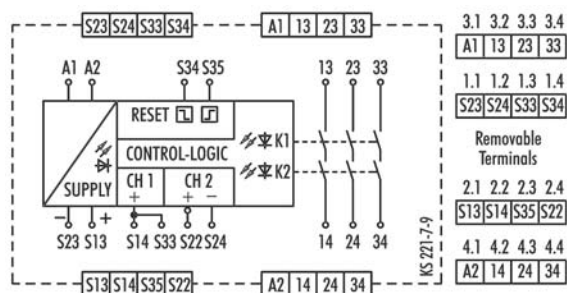 S23 S24 S33 S34 A1 13 23 33
3.1 3.2 3.3 3.4
A1 13 23 33
A1 A2 S34 S35 13 23 33
1.1 1.2 1.3 1.4
S23 S24 S33 S34
RESET
K1
CONTROL-LOGIC
K2
Removable
Terminals
SUPPLY
CH 1 CH 2
+ + −
− +
S23 S13 S14 S33 S22 S24 14 24 34
KS 221-7-9
2.1 2.2 2.3 2.4
S13 S14 S35 S22
4.1 4.2 4.3 4.4
A2 14 24 34
S13 S14 S35 S22 A2 14 24 34